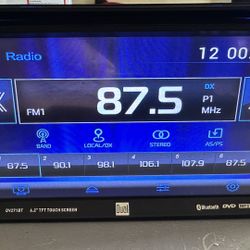 Radio 12 00
DX
FM1 87.5 P1
MHz
BAND LOCAL/DX STEREO AS/PS
1 2 3 4 5 6
87.5 90.1 98.1 106.1 107.9 87.5
DV271BT 6.2" TFT TOUCH SCREEN Dual Bluetooth DVD